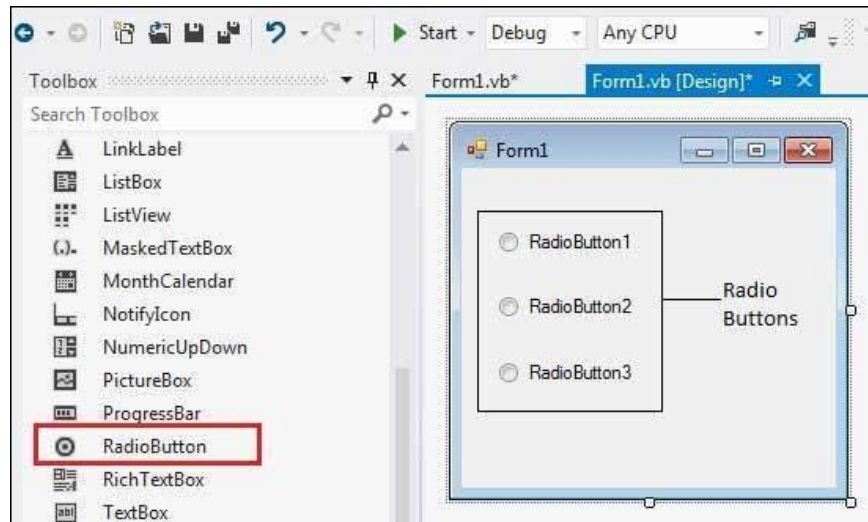 Start Debug Any CPU
Toolbox
Search Toolbox
LinkLabel
ListBox
ListView
MaskedTextBox
MonthCalendar
NotifyIcon
NumericUpDown
PictureBox
ProgressBar
RadioButton
RichTextBox
TextBox
Form1.vb* Form1.vb [Design]*
Form1
RadioButton1
RadioButton2
RadioButton3
Radio
Buttons